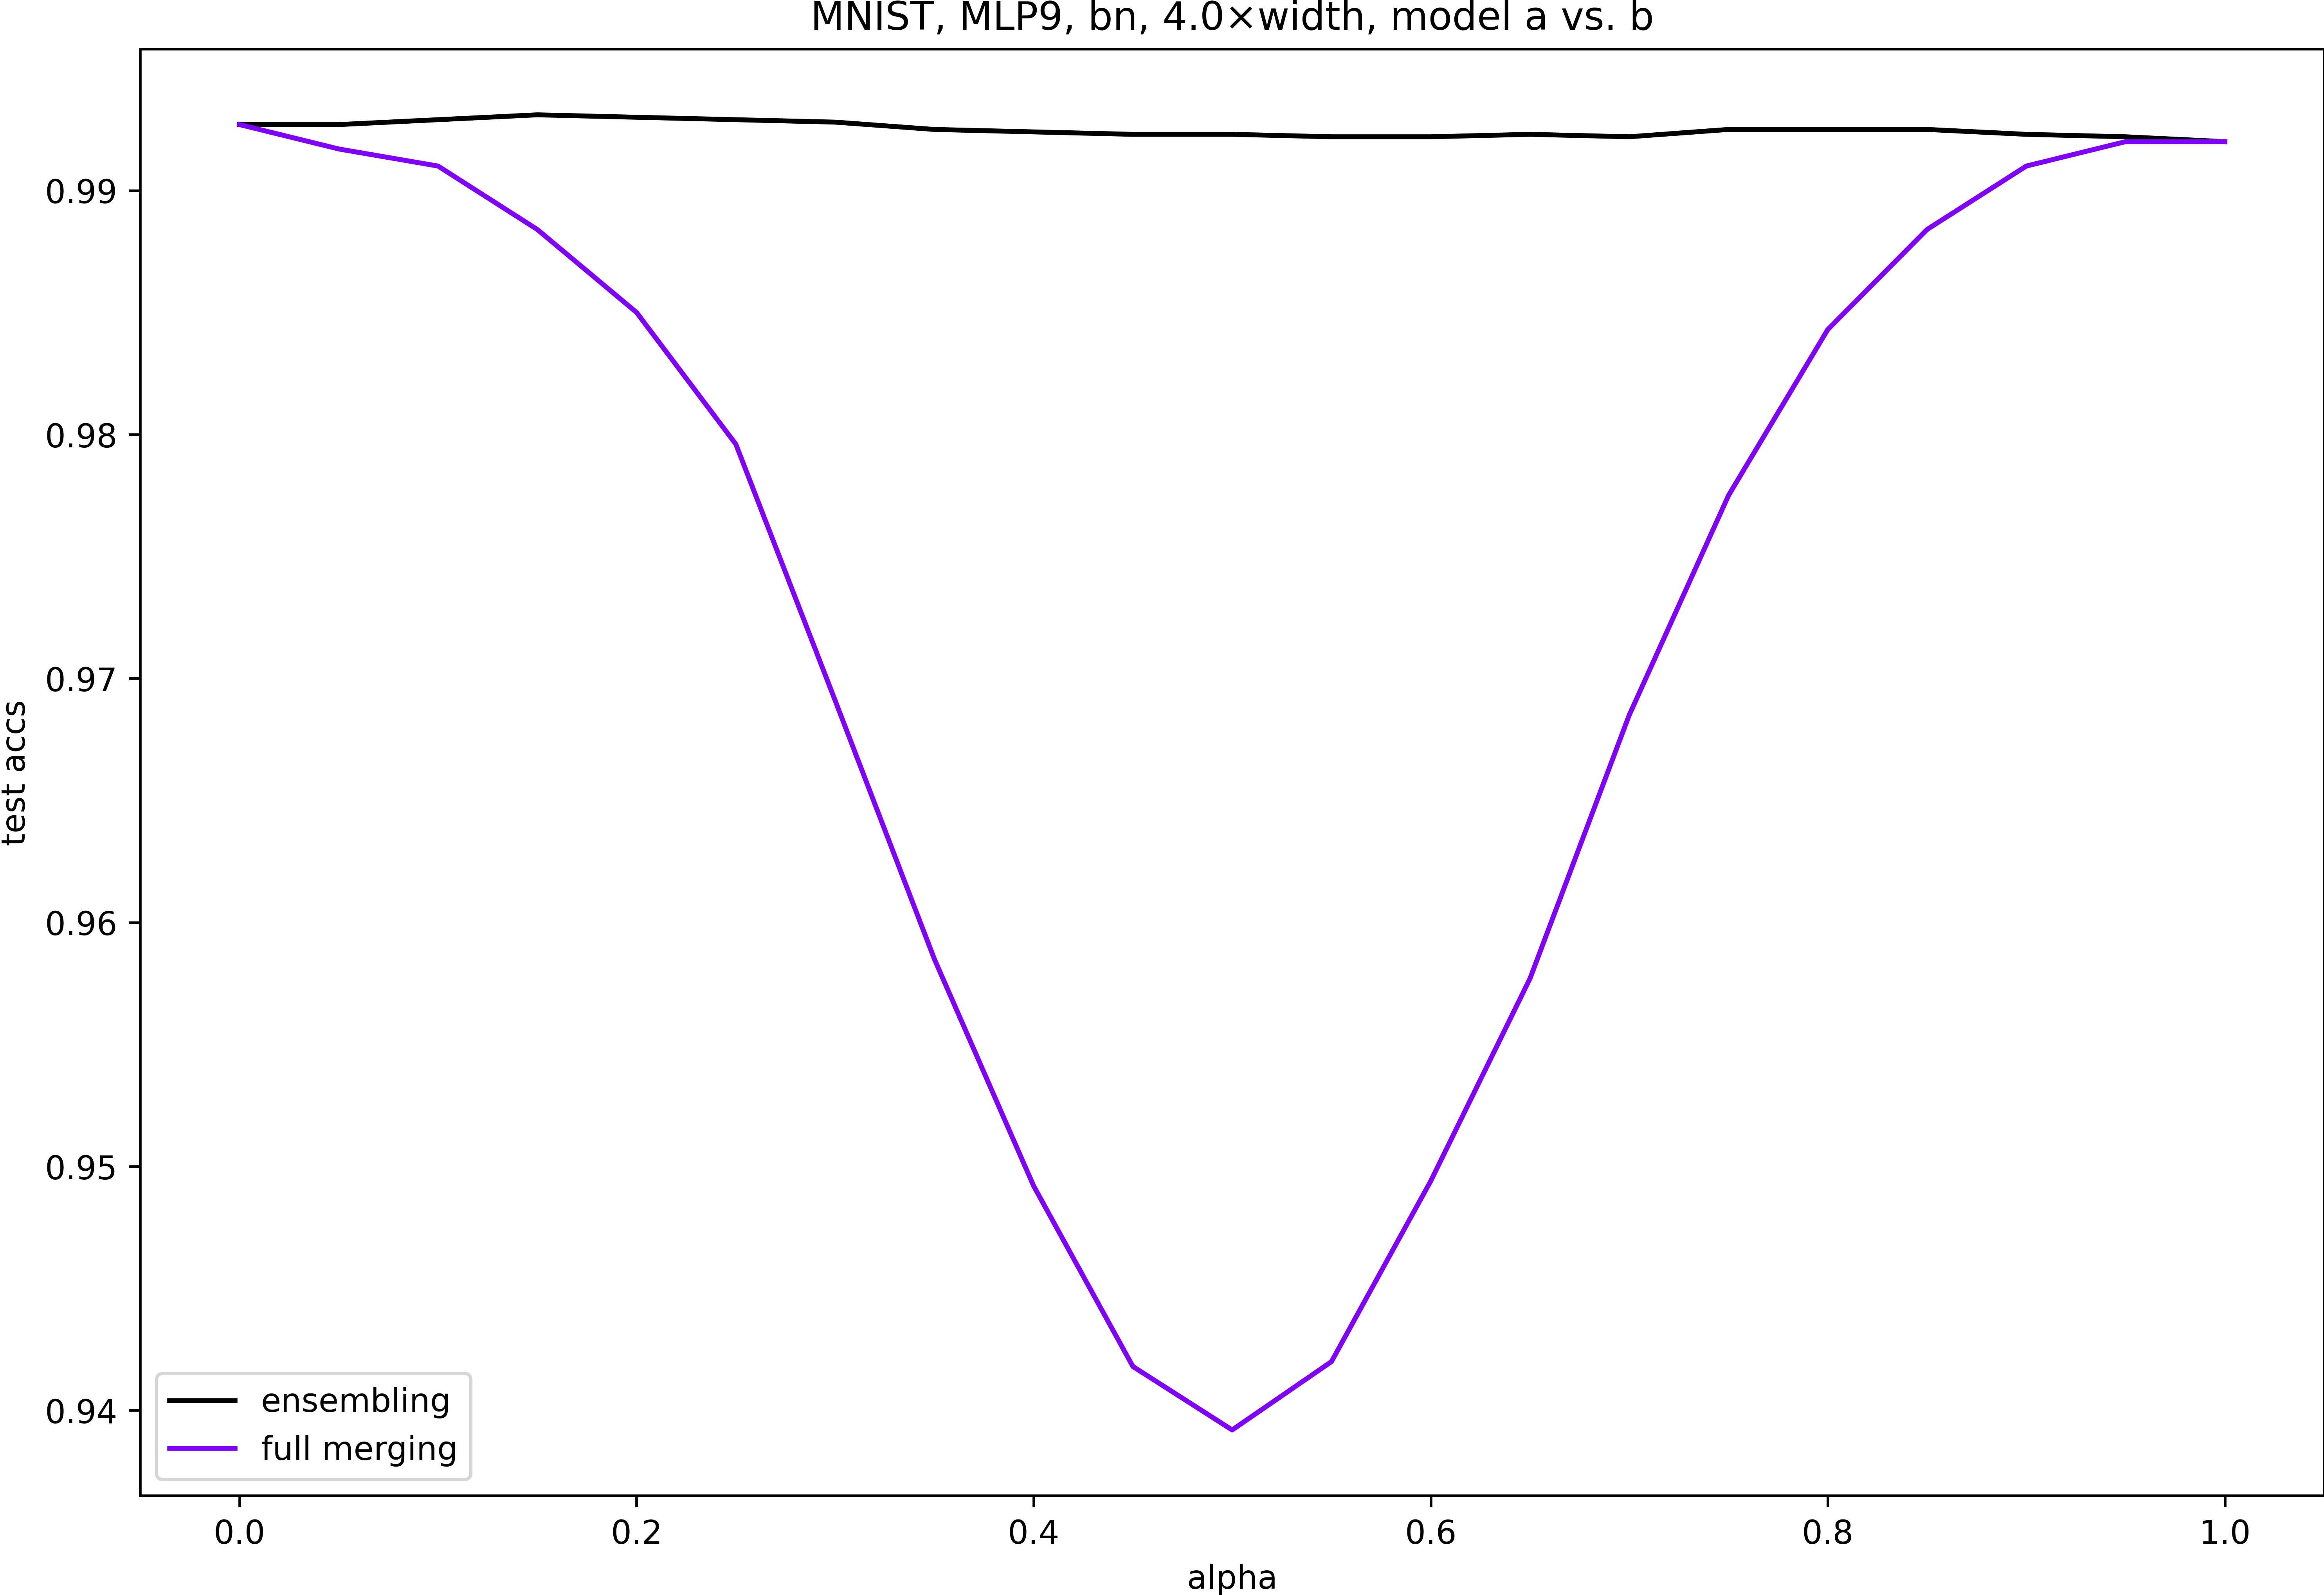 MNIST, MLP9, bn, 4.0×width, model a vs. b
test accs
0.99
0.98
0.97
0.96
0.95
0.94
ensembling
full merging
0.0 0.2 0.4 0.6 0.8 1.0
alpha